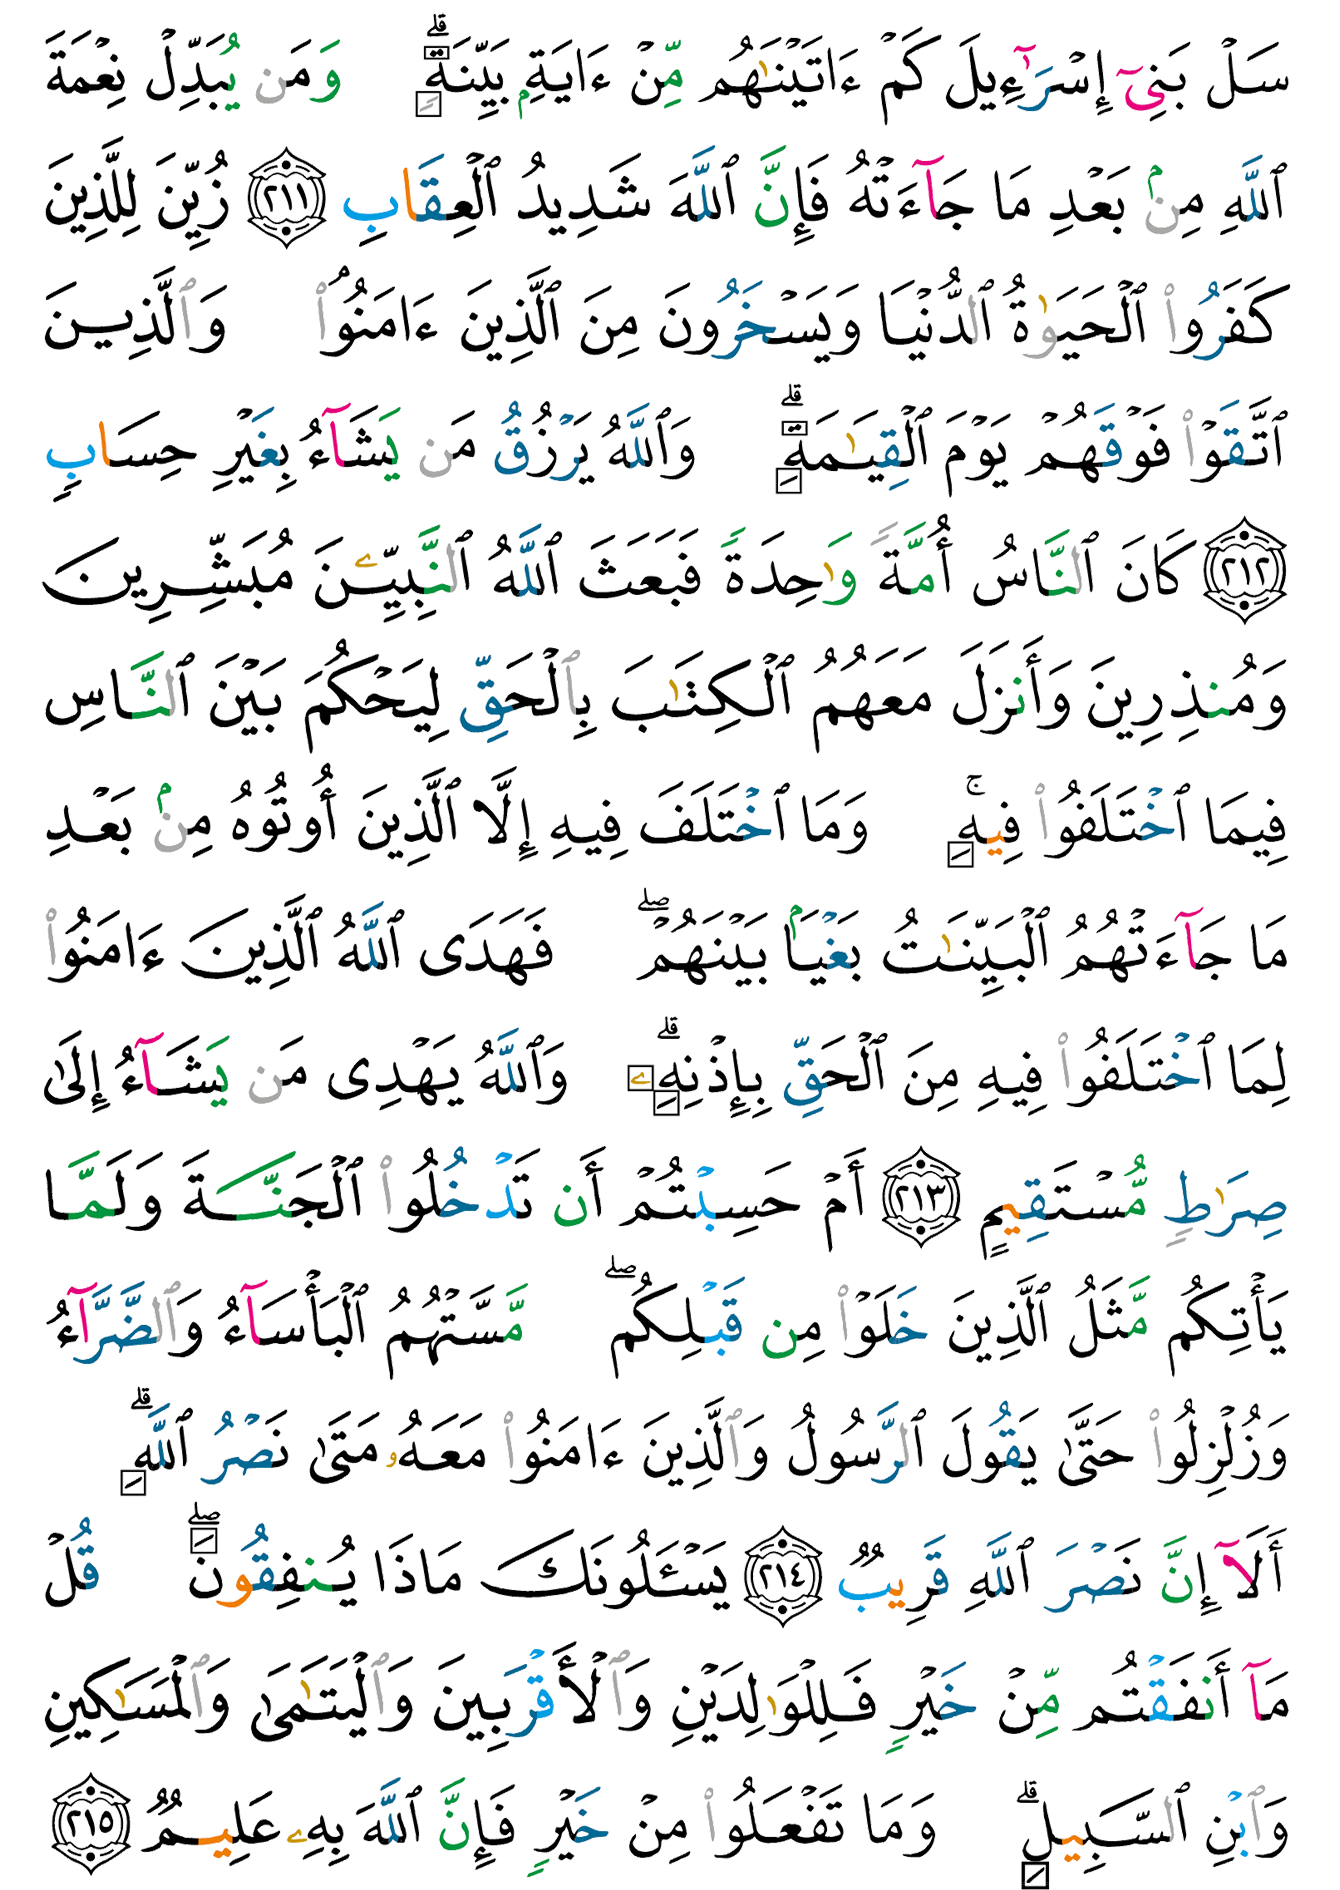 سَلْ بَنِىٓ إِسْرَٰٓءِيلَ كَمْ ءَاتَيْنَٰهُم مِّنْ ءَايَةٍۭ بَيِّنَةٍۗ وَمَن يُبَدِّلْ نِعْمَةَ
ٱللَّهِ مِنۢ بَعْدِ مَا جَآءَتْهُ فَإِنَّ ٱللَّهَ شَدِيدُ ٱلْعِقَابِ ٢١١ زُيِّنَ لِلَّذِينَ
كَفَرُوا۟ ٱلْحَيَوٰةُ ٱلدُّنْيَا وَيَسْخَرُونَ مِنَ ٱلَّذِينَ ءَامَنُوا۟ۘ وَٱلَّذِينَ
ٱتَّقَوْا۟ فَوْقَهُمْ يَوْمَ ٱلْقِيَٰمَةِۗ وَٱللَّهُ يَرْزُقُ مَن يَشَآءُ بِغَيْرِ حِسَابٍ
٢١٢ كَانَ ٱلنَّاسُ أُمَّةً وَٰحِدَةً فَبَعَثَ ٱللَّهُ ٱلنَّبِيِّۦنَ مُبَشِّرِينَ
وَمُنذِرِينَ وَأَنزَلَ مَعَهُمُ ٱلْكِتَٰبَ بِٱلْحَقِّ لِيَحْكُمَ بَيْنَ ٱلنَّاسِ
فِيمَا ٱخْتَلَفُوا۟ فِيهِۚ وَمَا ٱخْتَلَفَ فِيهِ إِلَّا ٱلَّذِينَ أُوتُوهُ مِنۢ بَعْدِ
مَا جَآءَتْهُمُ ٱلْبَيِّنَٰتُ بَغْيَۢا بَيْنَهُمْۖ فَهَدَى ٱللَّهُ ٱلَّذِينَ ءَامَنُوا۟
لِمَا ٱخْتَلَفُوا۟ فِيهِ مِنَ ٱلْحَقِّ بِإِذْنِهِۦۗ وَٱللَّهُ يَهْدِى مَن يَشَآءُ إِلَىٰ
صِرَٰطٍ مُّسْتَقِيمٍ ٢١٣ أَمْ حَسِبْتُمْ أَن تَدْخُلُوا۟ ٱلْجَنَّةَ وَلَمَّا
يَأْتِكُم مَّثَلُ ٱلَّذِينَ خَلَوْا۟ مِن قَبْلِكُمۖ مَّسَّتْهُمُ ٱلْبَأْسَآءُ وَٱلضَّرَّآءُ
وَزُلْزِلُوا۟ حَتَّىٰ يَقُولَ ٱلرَّسُولُ وَٱلَّذِينَ ءَامَنُوا۟ مَعَهُۥ مَتَىٰ نَصْرُ ٱللَّهِۗ
أَلَآ إِنَّ نَصْرَ ٱللَّهِ قَرِيبٌ ٢١٤ يَسْـَٔلُونَكَ مَاذَا يُنفِقُونَۖ قُلْ
مَآ أَنفَقْتُم مِّنْ خَيْرٍ فَلِلْوَٰلِدَيْنِ وَٱلْأَقْرَبِينَ وَٱلْيَتَٰمَىٰ وَٱلْمَسَٰكِينِ
وَٱبْنِ ٱلسَّبِيلِۗ وَمَا تَفْعَلُوا۟ مِنْ خَيْرٍ فَإِنَّ ٱللَّهَ بِهِۦ عَلِيمٌ ٢١٥